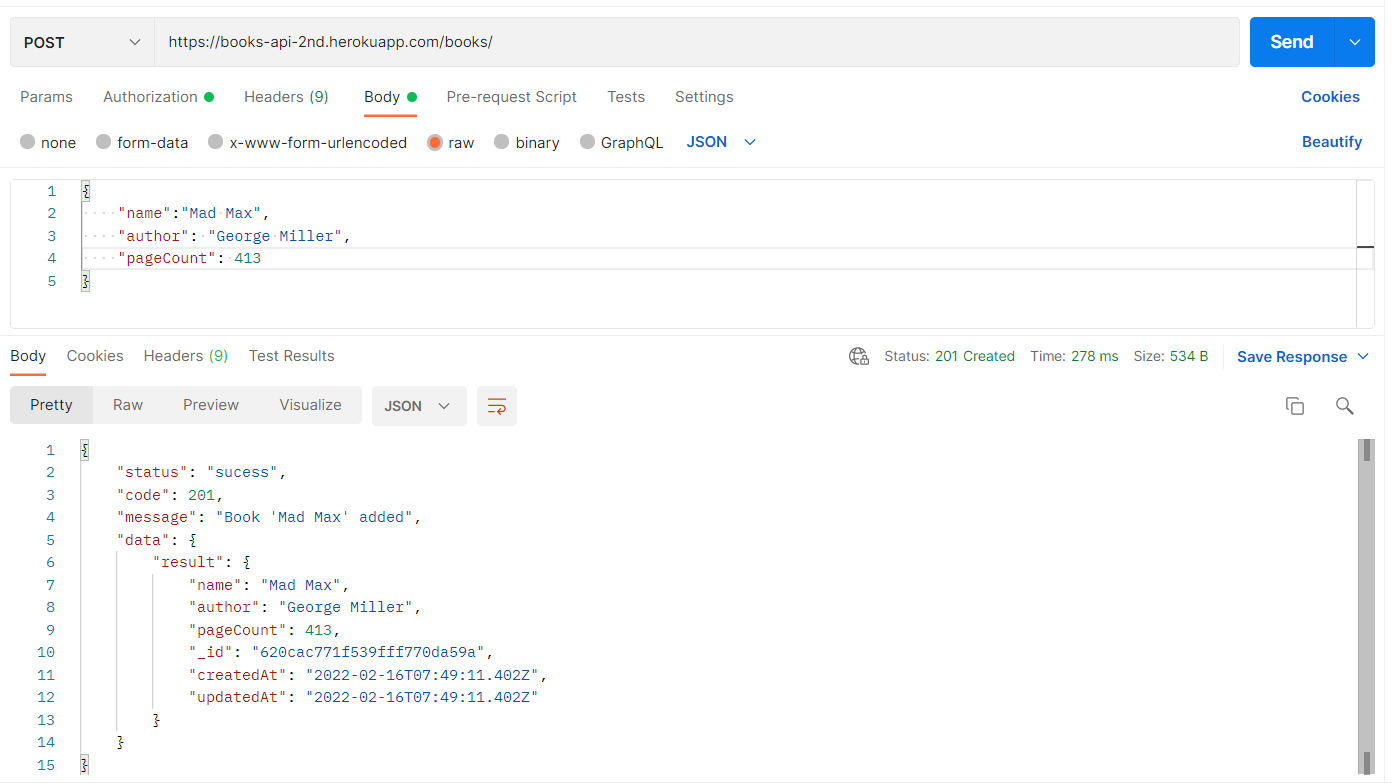 POST https://books-api-2nd.herokuapp.com/books/ Send
Params Authorization Headers (9) Body Pre-request Script Tests Settings Cookies
none form-data x-www-form-urlencoded raw binary GraphQL JSON Beautify
1 {
2 "name":"Mad Max",
3 "author": "George Miller",
4 "pageCount": 413
5 }
Body Cookies Headers (9) Test Results Status: 201 Created Time: 278 ms Size: 534 B Save Response
Pretty Raw Preview Visualize JSON
1 {
2 "status": "sucess",
3 "code": 201,
4 "message": "Book 'Mad Max' added",
5 "data": {
6 "result": {
7 "name": "Mad Max",
8 "author": "George Miller",
9 "pageCount": 413,
10 "_id": "620cac771f539fff770da59a",
11 "createdAt": "2022-02-16T07:49:11.402Z",
12 "updatedAt": "2022-02-16T07:49:11.402Z"
13 }
14 }
15 }